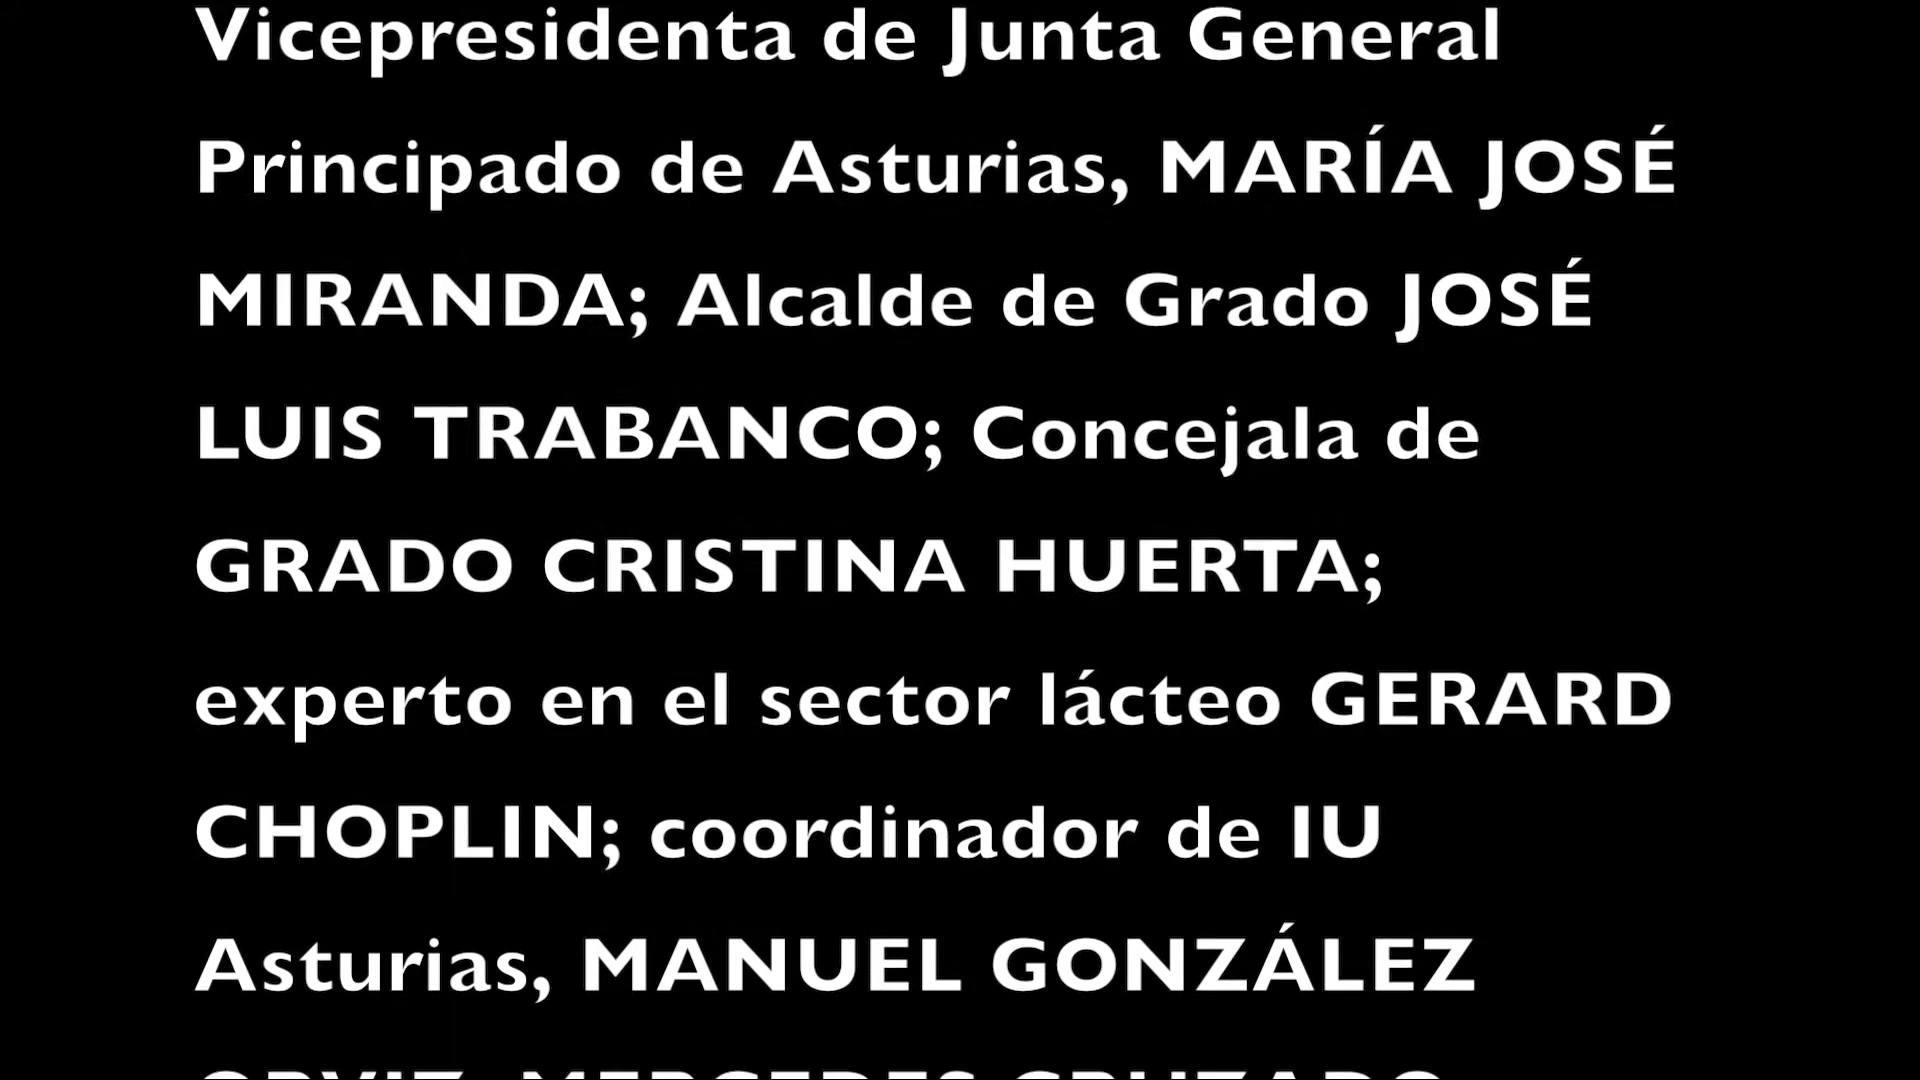 Vicepresidenta de Junta General
Principado de Asturias, MARÍA JOSÉ
MIRANDA; Alcalde de Grado JOSÉ
LUIS TRABANCO; Concejala de
GRADO CRISTINA HUERTA;
experto en el sector lácteo GERARD
CHOPLIN; coordinador de IU
Asturias, MANUEL GONZÁLEZ